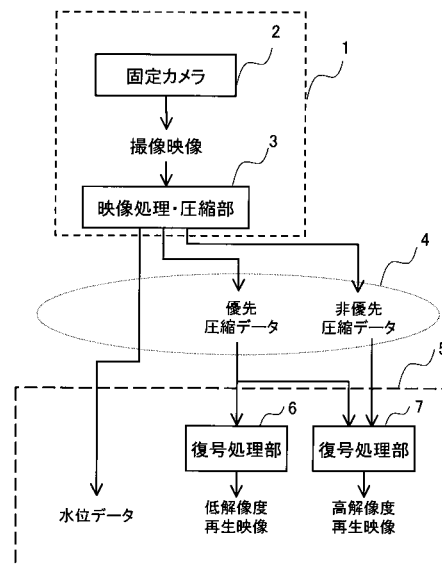 2
1
固定カメラ
撮像映像
3
映像処理・圧縮部
4
優先
圧縮データ
非優先
圧縮データ
5
6
7
復号処理部
復号処理部
水位データ
低解像度
再生映像
高解像度
再生映像